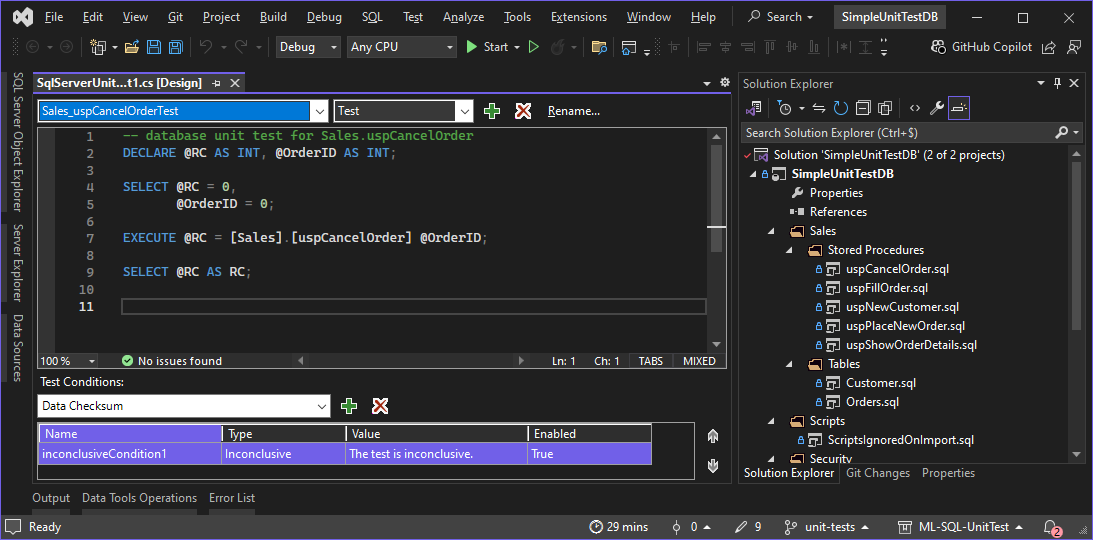 File Edit View Git Project Build Debug SQL Test Analyze Tools Extensions Window Help Search SimpleUnitTestDB
Debug Any CPU Start GitHub Copilot
SQL Server Object Explorer
Server Explorer
Data Sources
SqlServerUnit...t1.cs [Design]
Sales_uspCancelOrderTest Test Rename...
1 -- database unit test for Sales.uspCancelOrder
2 DECLARE @RC AS INT, @OrderID AS INT;
3
4 SELECT @RC = 0,
5 @OrderID = 0;
6
7 EXECUTE @RC = [Sales].[uspCancelOrder] @OrderID;
8
9 SELECT @RC AS RC;
10
11
100 % No issues found Ln: 1 Ch: 1 TABS MIXED
Test Conditions:
Data Checksum
Name Type Value Enabled
inconclusiveCondition1 Inconclusive The test is inconclusive. True
Solution Explorer
Search Solution Explorer (Ctrl+$)
Solution 'SimpleUnitTestDB' (2 of 2 projects)
SimpleUnitTestDB
Properties
References
Sales
Stored Procedures
uspCancelOrder.sql
uspFillOrder.sql
uspNewCustomer.sql
uspPlaceNewOrder.sql
uspShowOrderDetails.sql
Tables
Customer.sql
Orders.sql
Scripts
ScriptsIgnoredOnImport.sql
Security
Solution Explorer Git Changes Properties
Output Data Tools Operations Error List
Ready 29 mins 0 9 unit-tests ML-SQL-UnitTest 2